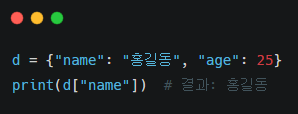 d = {"name": "홍길동", "age": 25}
print(d["name"])  # 결과: 홍길동